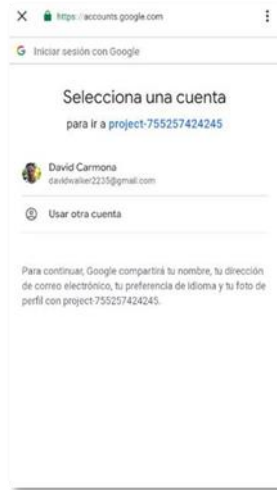 https://accounts.google.com
G Iniciar sesión con Google
Selecciona una cuenta
para ir a project-755257424245
David Carmona
davidwalker2235@gmail.com
Usar otra cuenta
Para continuar, Google compartirá tu nombre, tu dirección
de correo electrónico, tu preferencia de idioma y tu foto de
perfil con project-755257424245.